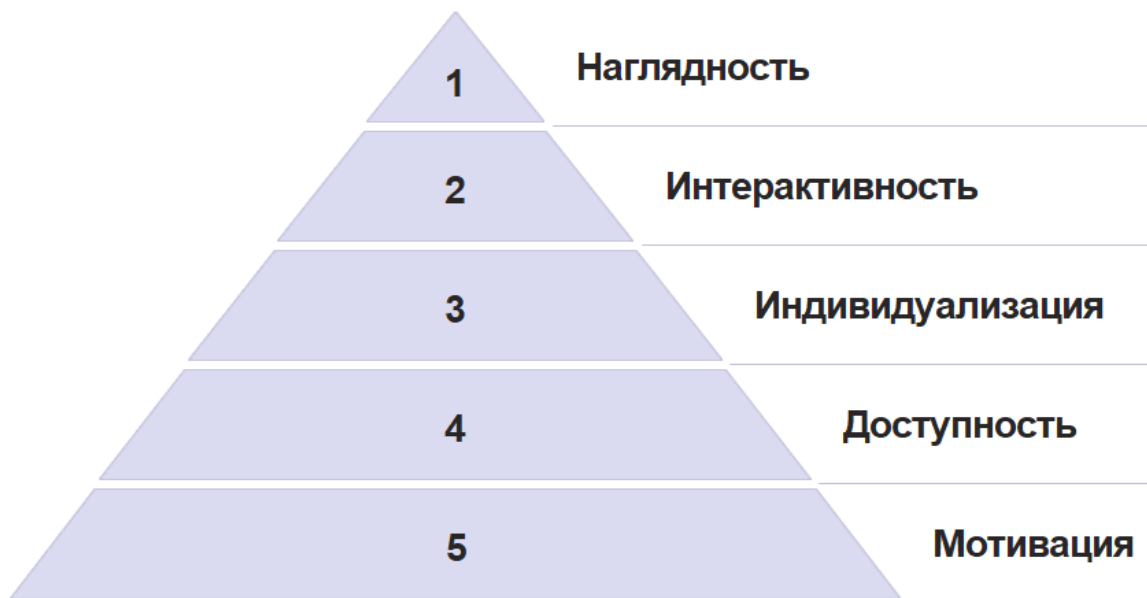 1
Наглядность
2
Интерактивность
3
Индивидуализация
4
Доступность
5
Мотивация